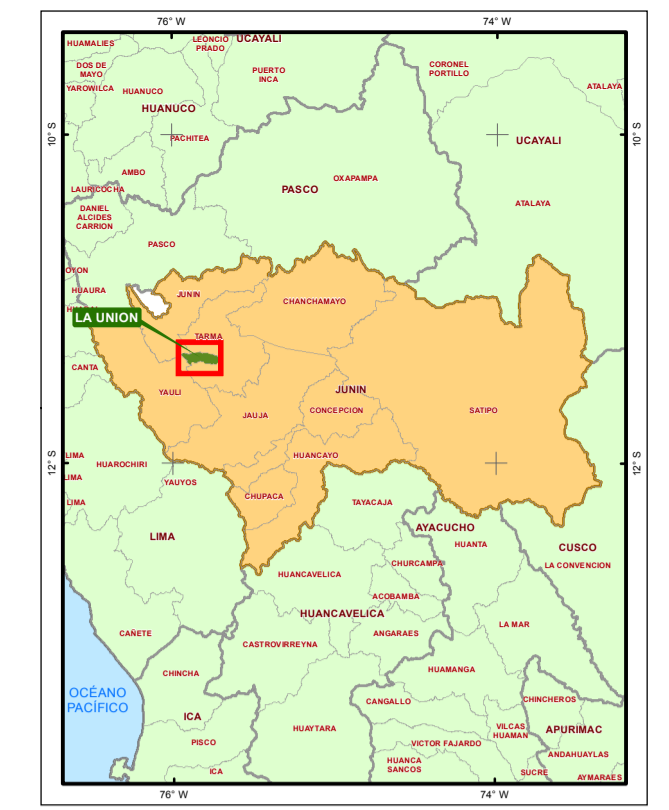 76° W
74° W
HUAMALIES
LEONCIO
PRADO
UCAYALI
DOS DE
MAYO
PUERTO
INCA
CORONEL
PORTILLO
YAROWILCA
HUANUCO
ATALAYA
HUANUCO
10° S
10° S
PACHITEA
UCAYALI
AMBO
OXAPAMPA
LAURICOCHA
PASCO
ATALAYA
DANIEL
ALCIDES
CARRION
PASCO
OYON
HUAURA
JUNIN
CHANCHAMAYO
LA UNION
TARMA
CANTA
YAULI
JUNIN
JAUJA
CONCEPCION
SATIPO
LIMA
HUAROCHIRI
HUANCAYO
12° S
12° S
LIMA
YAUYOS
CHUPACA
LIMA
TAYACAJA
LIMA
AYACUCHO
HUANTA
CUSCO
CHURCAMPA
LA CONVENCION
HUANCAVELICA
ACOBAMBA
HUANCAVELICA
LA MAR
CAÑETE
ANGARAES
CASTROVIRREYNA
CHINCHA
HUAMANGA
OCÉANO
PACÍFICO
CANGALLO
CHINCHEROS
ICA
HUAYTARA
VILCAS
HUAMAN
APURIMAC
PISCO
VICTOR FAJARDO
ANDAHUAYLAS
HUANCA
SANCOS
ICA
SUCRE
AYMARAES
76° W
74° W